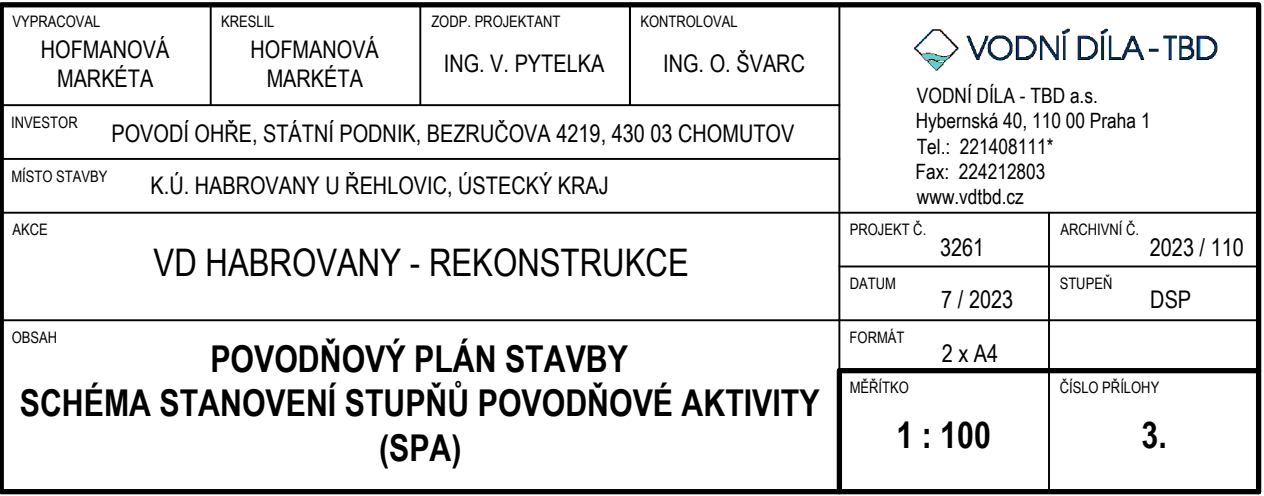 VYPRACOVAL
HOFMANOVÁ
MARKÉTA
KRESLIL
HOFMANOVÁ
MARKÉTA
ZODP. PROJEKTANT
ING. V. PYTELKA
KONTROLOVAL
ING. O. ŠVARC
VODNÍ DÍLA - TBD
VODNÍ DÍLA - TBD a.s.
Hybernská 40, 110 00 Praha 1
Tel.: 221408111*
Fax: 224212803
www.vdtbd.cz
INVESTOR
POVODÍ OHŘE, STÁTNÍ PODNIK, BEZRUČOVA 4219, 430 03 CHOMUTOV
MÍSTO STAVBY
K.Ú. HABROVANY U ŘEHLOVIC, ÚSTECKÝ KRAJ
AKCE
VD HABROVANY - REKONSTRUKCE
PROJEKT Č.
3261
ARCHIVNÍ Č.
2023 / 110
DATUM
7 / 2023
STUPEŇ
DSP
OBSAH
POVODŇOVÝ PLÁN STAVBY
SCHÉMA STANOVENÍ STUPŇŮ POVODŇOVÉ AKTIVITY
(SPA)
FORMÁT
2 x A4
MĚŘÍTKO
1 : 100
ČÍSLO PŘÍLOHY
3.